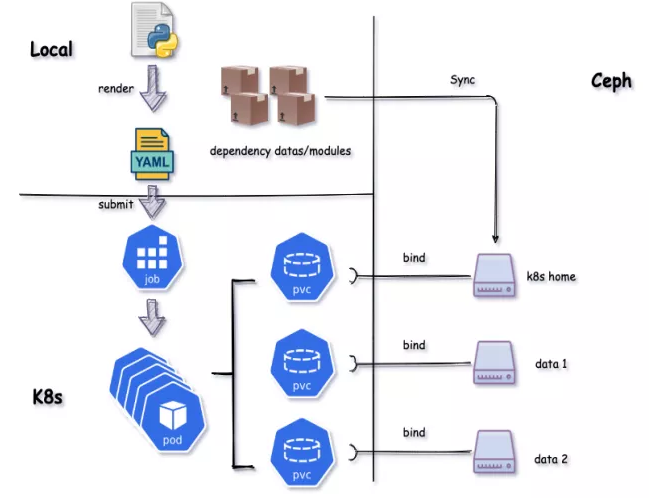 Local
render
YAML
dependency datas/modules
Sync
Ceph
submit
job
pvc
bind
k8s home
pvc
bind
data 1
K8s
pod
pvc
bind
data 2